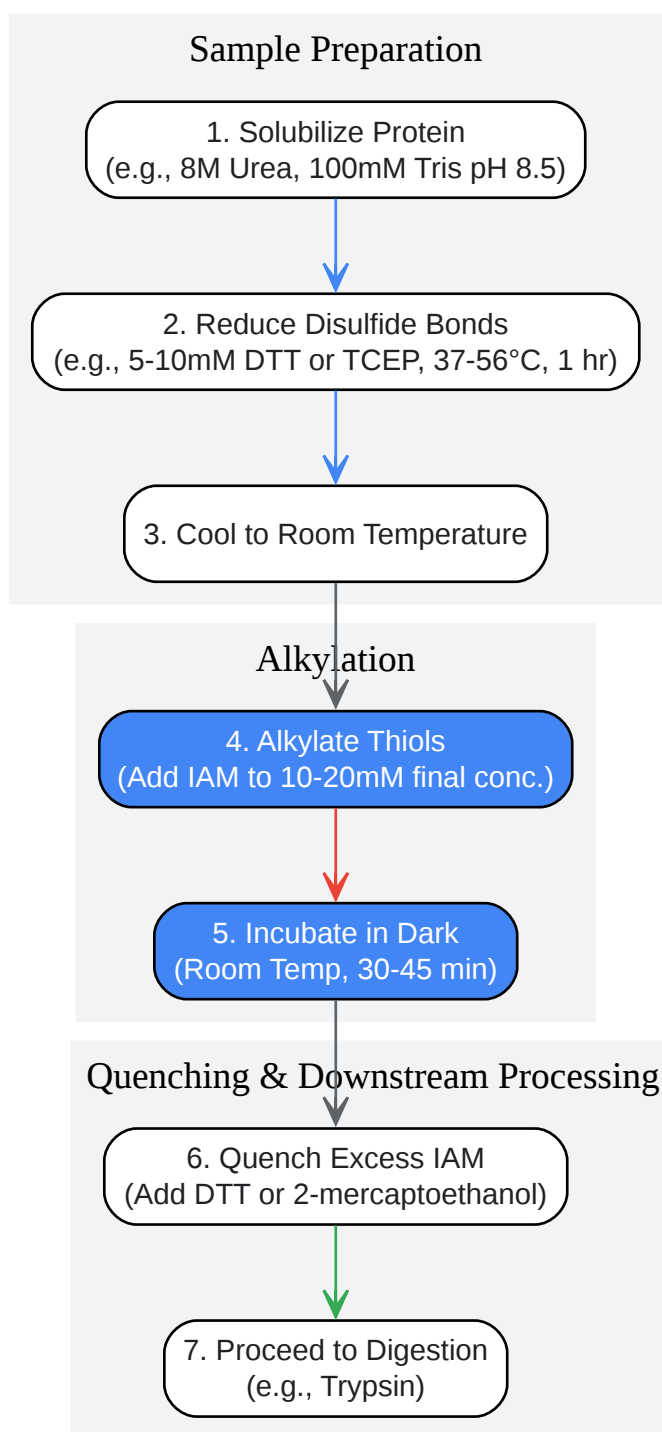 Sample Preparation
1. Solubilize Protein
(e.g., 8M Urea, 100mM Tris pH 8.5)
2. Reduce Disulfide Bonds
(e.g., 5-10mM DTT or TCEP, 37-56°C, 1 hr)
3. Cool to Room Temperature
Alkylation
4. Alkylate Thiols
(Add IAM to 10-20mM final conc.)
5. Incubate in Dark
(Room Temp, 30-45 min)
Quenching & Downstream Processing
6. Quench Excess IAM
(Add DTT or 2-mercaptoethanol)
7. Proceed to Digestion
(e.g., Trypsin)